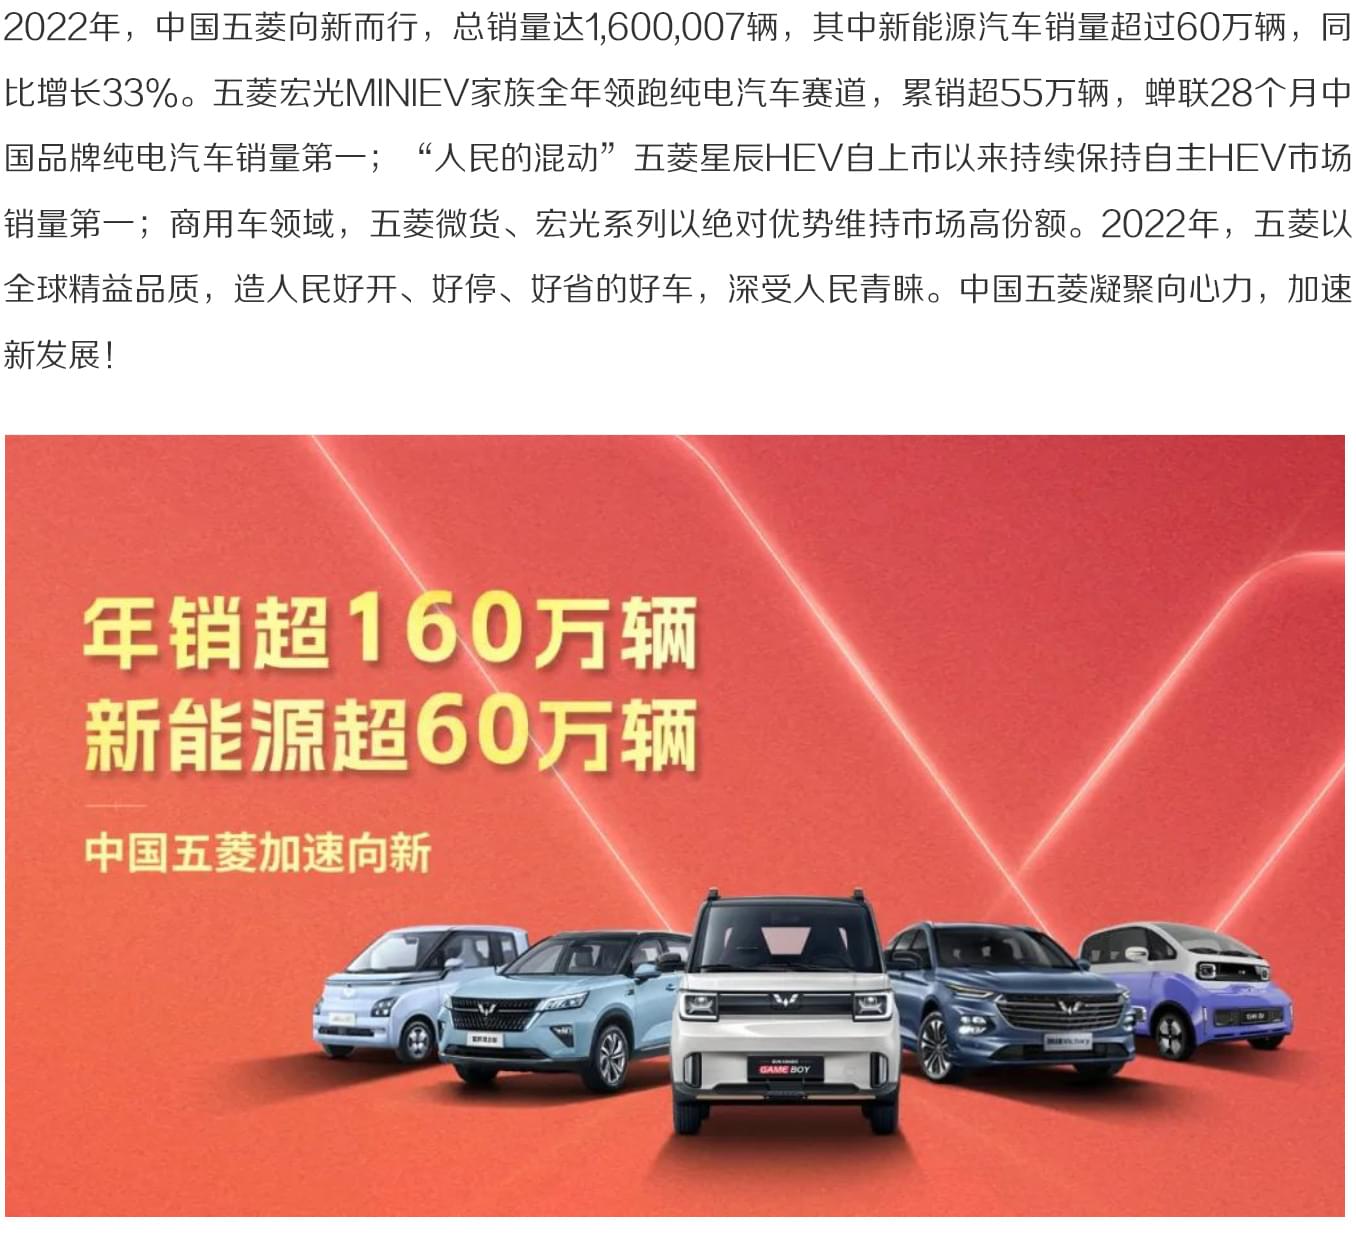 2022年，中国五菱向新而行，总销量达1,600,007辆，其中新能源汽车销量超过60万辆，同
比增长33%。五菱宏光MINIEV家族全年领跑纯电汽车赛道，累销超55万辆，蝉联28个月中
国品牌纯电汽车销量第一；“人民的混动”五菱星辰HEV自上市以来持续保持自主HEV市场
销量第一；商用车领域，五菱微货、宏光系列以绝对优势维持市场高份额。2022年，五菱以
全球精益品质，造人民好开、好停、好省的好车，深受人民青睐。中国五菱凝聚向心力，加速
新发展！
年销超160万辆
新能源超60万辆
中国五菱加速向新
GAME BOY
Victory